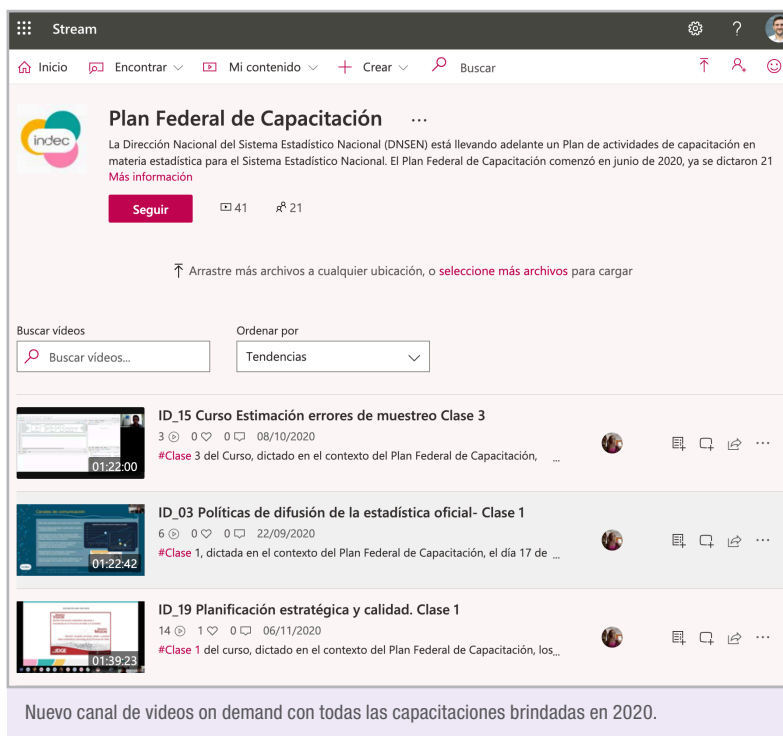 Stream
Inicio Encontrar Mi contenido Crear Buscar
indec
Plan Federal de Capacitación ...
La Dirección Nacional del Sistema Estadístico Nacional (DNSEN) está llevando adelante un Plan de actividades de capacitación en
materia estadística para el Sistema Estadístico Nacional. El Plan Federal de Capacitación comenzó en junio de 2020, ya se dictaron 21
Más información
Seguir 41 21
Arrastre más archivos a cualquier ubicación, o seleccione más archivos para cargar
Buscar vídeos Ordenar por
Buscar vídeos... Tendencias
ID_15 Curso Estimación errores de muestreo Clase 3
3 0 0 08/10/2020
#Clase 3 del Curso, dictado en el contexto del Plan Federal de Capacitación, ...
01:22:00
ID_03 Políticas de difusión de la estadística oficial- Clase 1
6 0 0 22/09/2020
#Clase 1, dictada en el contexto del Plan Federal de Capacitación, el día 17 de ...
01:22:42
ID_19 Planificación estratégica y calidad. Clase 1
14 1 0 06/11/2020
#Clase 1 del curso, dictado en el contexto del Plan Federal de Capacitación, los...
01:39:23
Nuevo canal de videos on demand con todas las capacitaciones brindadas en 2020.